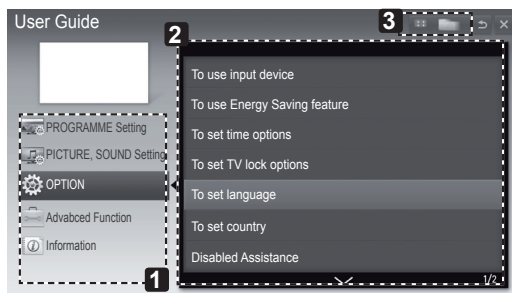 User Guide
3
2
To use input device
To use Energy Saving feature
To set time options
To set TV lock options
To set language
To set country
Disabled Assistance
1/2
PROGRAMME Setting
PICTURE, SOUND Setting
OPTION
Advabced Function
Information
1